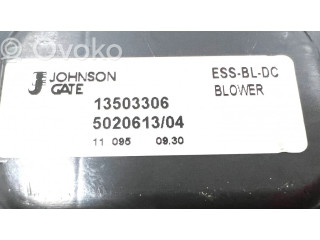 Ovoko
JOHNSON
GATE
ESS-BL-DC
BLOWER
13503306
5020613/04
11 095 09.30